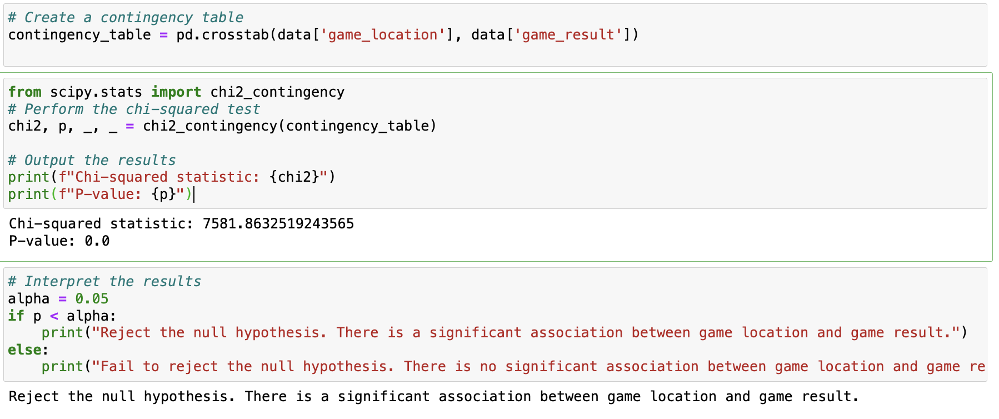 # Create a contingency table
contingency_table = pd.crosstab(data['game_location'], data['game_result'])
from scipy.stats import chi2_contingency
# Perform the chi-squared test
chi2, p, _, _ = chi2_contingency(contingency_table)
# Output the results
print(f"Chi-squared statistic: {chi2}")
print(f"P-value: {p}")
Chi-squared statistic: 7581.8632519243565
P-value: 0.0
# Interpret the results
alpha = 0.05
if p < alpha:
    print("Reject the null hypothesis. There is a significant association between game location and game result.")
else:
    print("Fail to reject the null hypothesis. There is no significant association between game location and game re
Reject the null hypothesis. There is a significant association between game location and game result.